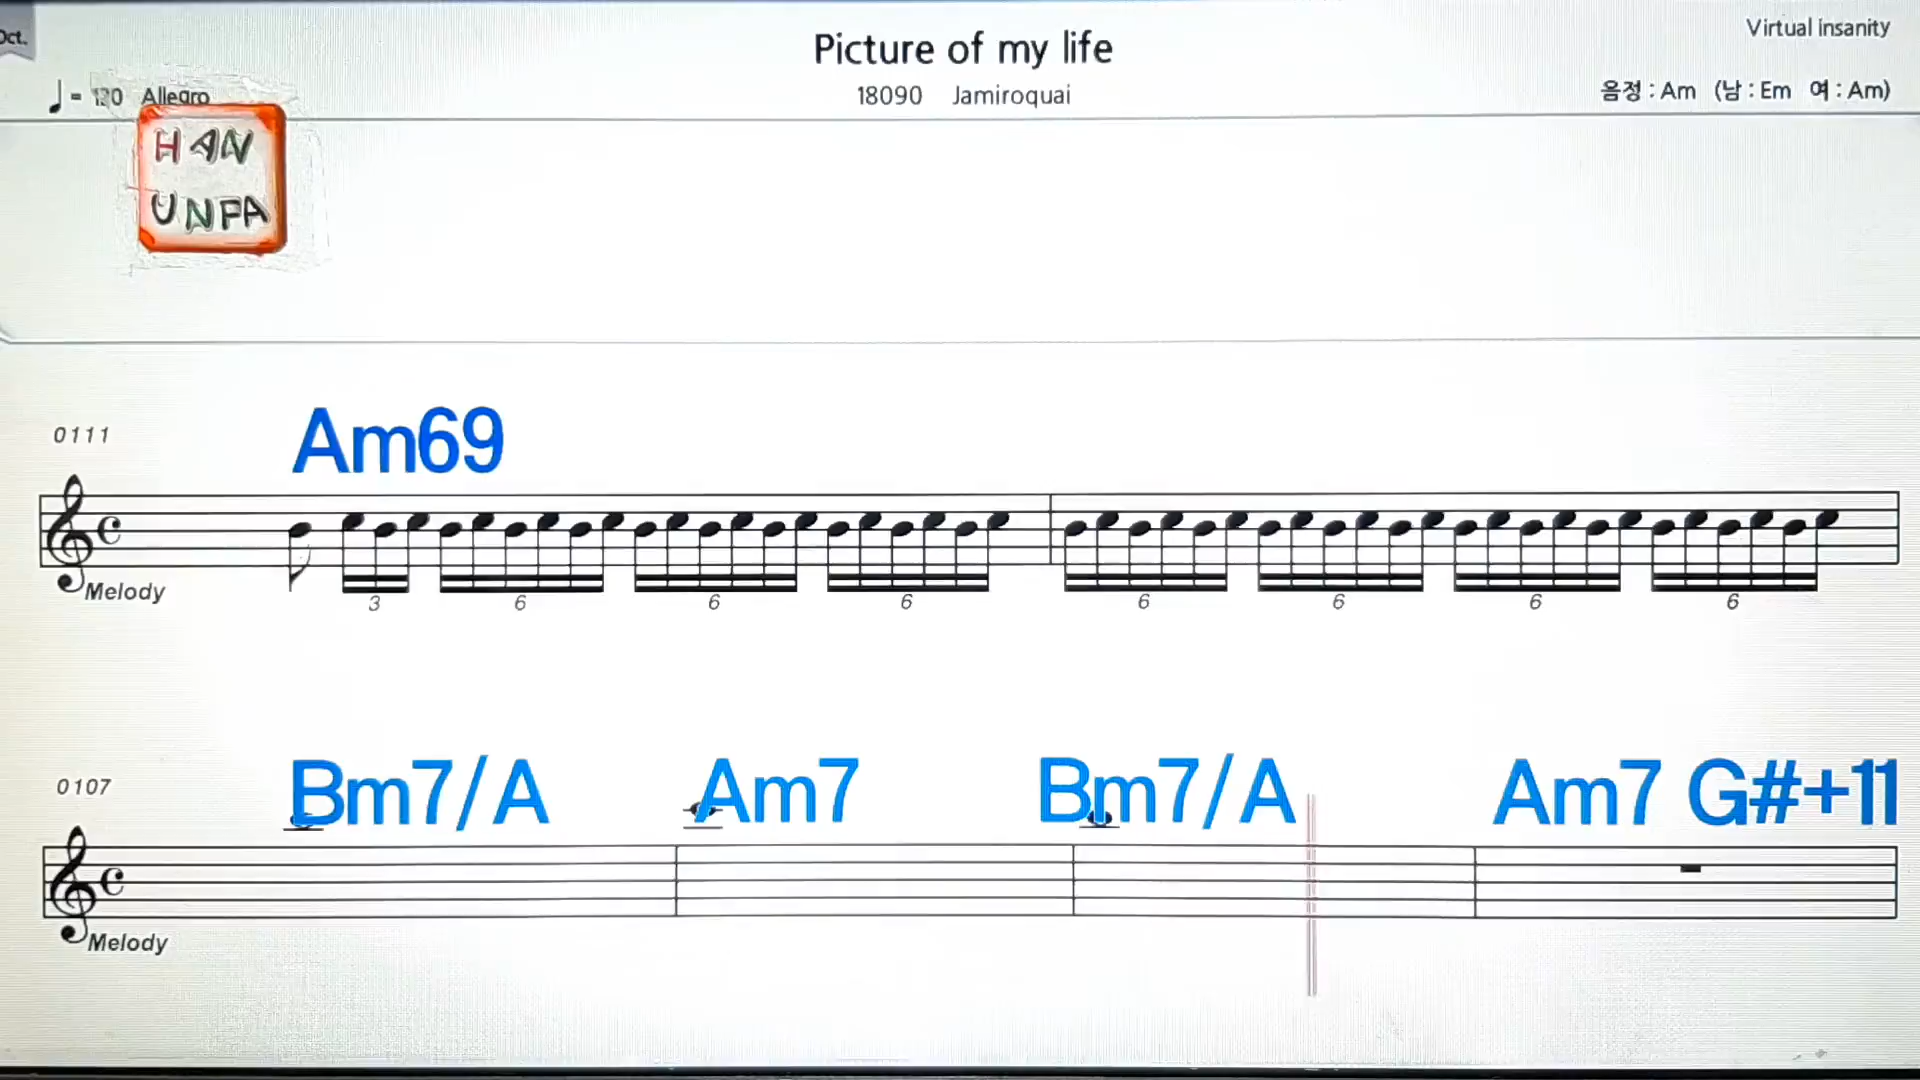 Oct.
Picture of my life
Virtual insanity
= 120 Allegro
18090 Jamiroquai
음정 : Am (남 : Em 여 : Am)
HAN
UNPA
Am69
0111
Melody
3 6 6 6 6 6 6 6
Bm7/A Am7 Bm7/A Am7 G#+11
0107
Melody